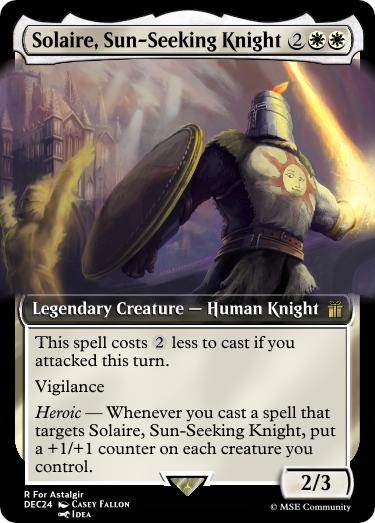 Solaire, Sun-Seeking Knight 2
Legendary Creature — Human Knight
This spell costs 2 less to cast if you
attacked this turn.
Vigilance
Heroic — Whenever you cast a spell that
targets Solaire, Sun-Seeking Knight, put
a +1/+1 counter on each creature you
control.
2/3
R For Astalgir
DEC24 Casey Fallon
Idea
© MSE Community